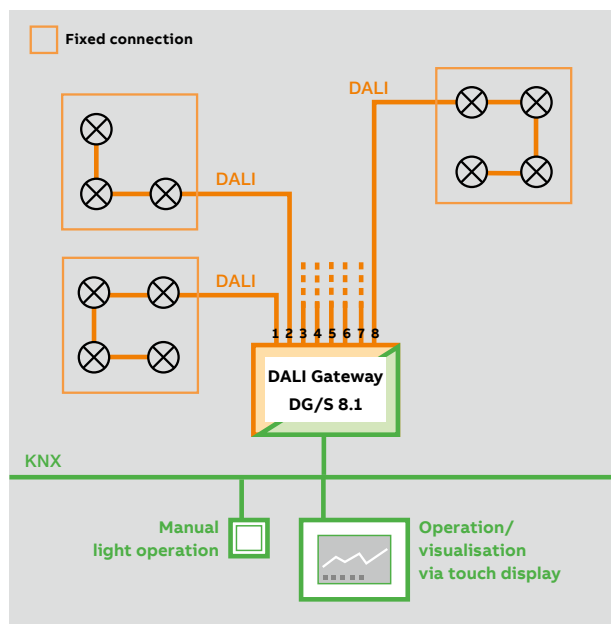 Fixed connection
DALI
DALI
DALI
1 2 3 4 5 6 7 8
DALI Gateway
DG/S 8.1
KNX
Manual
light operation
Operation/
visualisation
via touch display